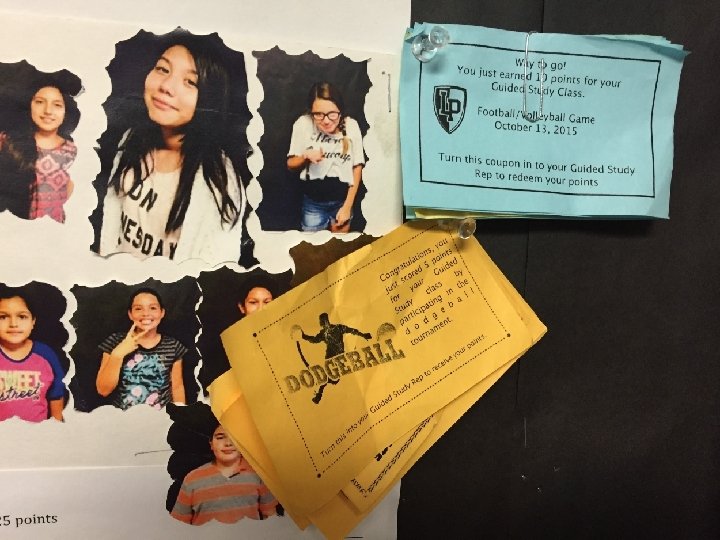 Way to go!
You just earned 10 points for your
Guided Study Class.
LP
Football/Volleyball Game
October 13, 2015
Turn this coupon in to your Guided Study
Rep to redeem your points
Congratulations, you
just scored 5 points
for your Guided
Study class by
participating in the
dodgeball
tournament.
DODGEBALL
Turn this into your Guided Study Rep to receive your points.
ON
WEDNESDAY
SWEET
street
25 points